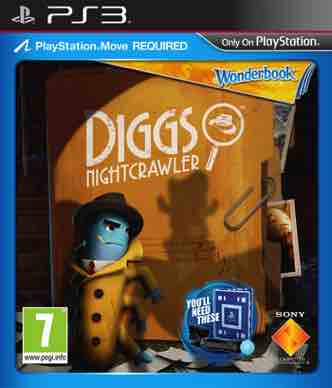 PS3
PlayStation.Move REQUIRED
Only On PlayStation.
Wonderbook
DIGGS
NIGHTCRAWLER
YOU'LL
NEED
THESE
7
www.pegi.info
SONY